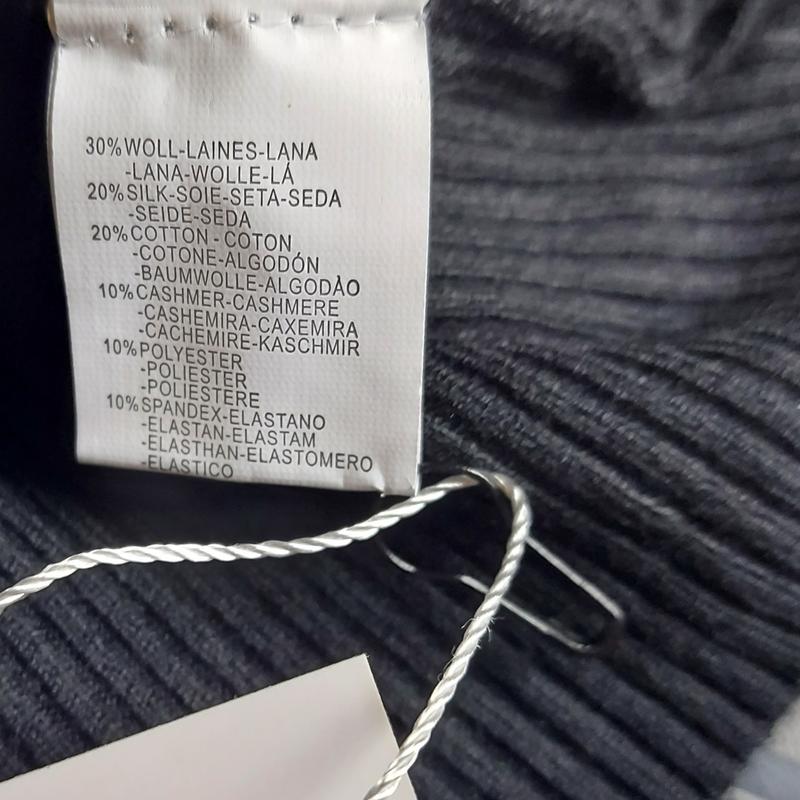 30%WOLL-LAINES-LANA
-LANA-WOLLE-LÁ
20%SILK-SOIE-SETA-SEDA
-SEIDE-SEDA
20%COTTON-COTON
-COTONE-ALGODÓN
-BAUMWOLLE-ALGODÀO
10%CASHMER-CASHMERE
-CASHEMIRA-CAXEMIRA
-CACHEMIRE-KASCHMIR
10%POLYESTER
-POLIESTER
-POLIESTERE
10%SPANDEX-ELASTANO
-ELASTAN-ELASTAM
-ELASTHAN-ELASTOMERO
-ELASTICO